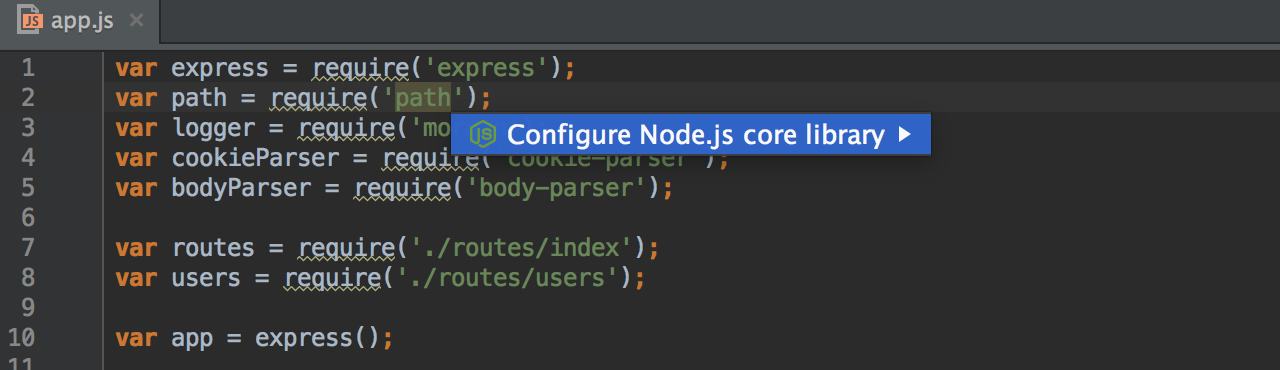 JS app.js ×
1 var express = require('express');
2 var path = require('path');
3 var logger = require('mo
JS Configure Node.js core library
4 var cookieParser = require('cookie-parser');
5 var bodyParser = require('body-parser');
6
7 var routes = require('./routes/index');
8 var users = require('./routes/users');
9
10 var app = express();
11